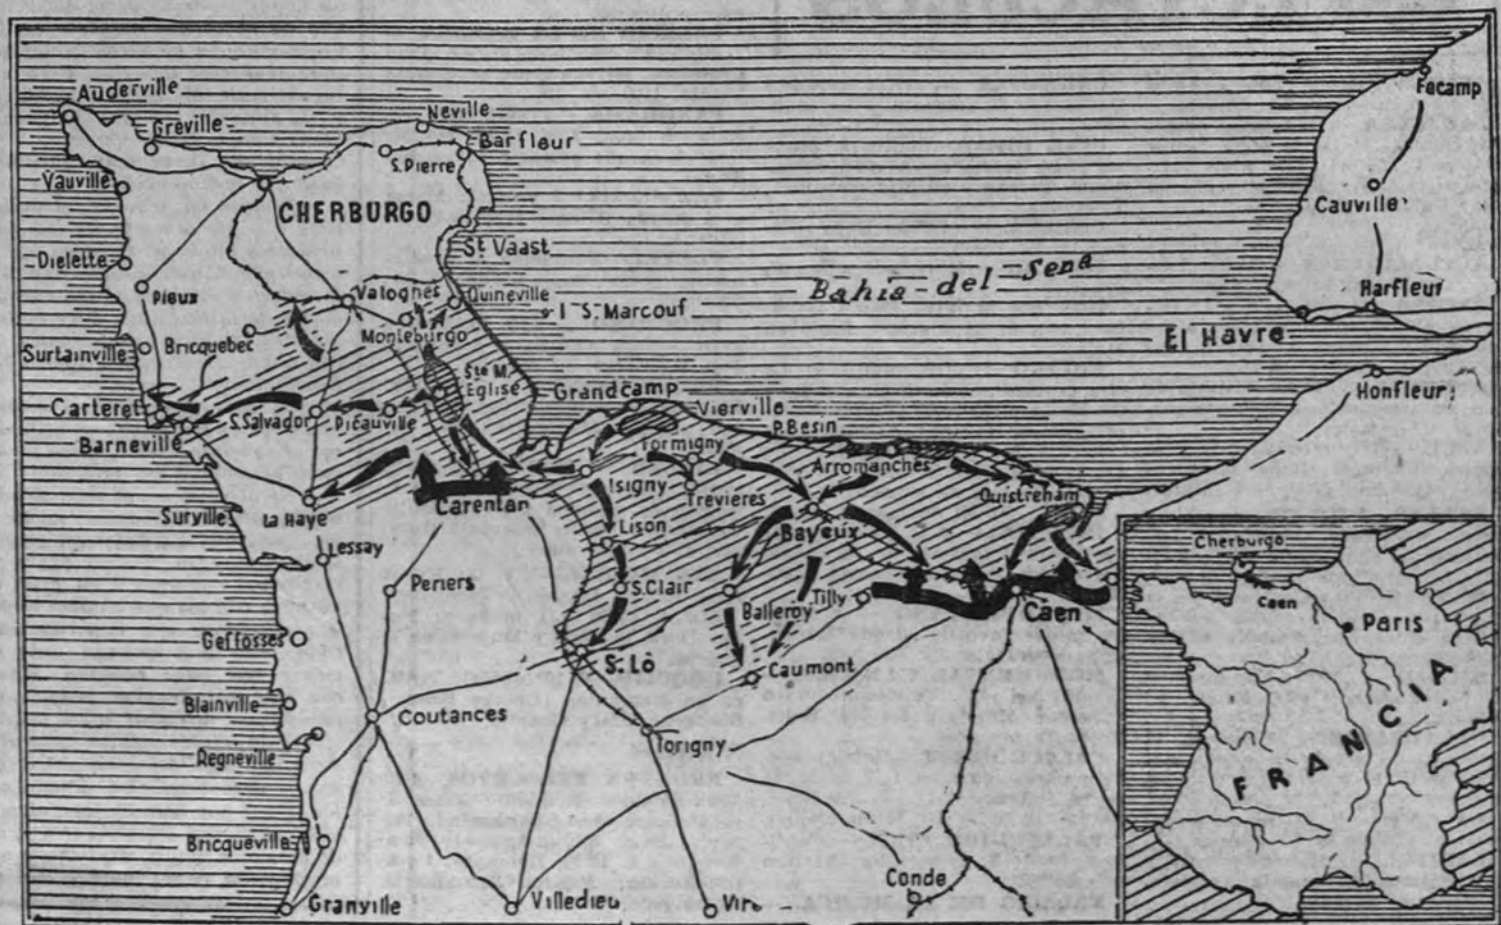 Auderville
Greville
Neville
Barfleur
S. Pierre
Vauville
CHERBURGO
St Vaast
Dielette
Pieux
Valognes
Quineville
I S. Marcouf
Monteburgo
Surtainville
Bricquebec
Ste M.
Eglise
Carteret
S. Salvador
Picauville
Barneville
Grandcamp
Vierville
P. Besin
Formigny
Arromanches
Isigny
Trevieres
Ouistreham
Carentan
Surville
La Haye
Lison
Bayeux
Lessay
Periers
S. Clair
Balleroy
Tilly
Caen
Geffosses
S. Lô
Caumont
Blainville
Coutances
Regneville
Torigny
Bricqueville
Granville
Villedieu
Vir
Conde
Bahia del Sena
Fecamp
Cauville
Harfleur
El Havre
Honfleur
Cherburgo
Caen
Paris
FRANCIA